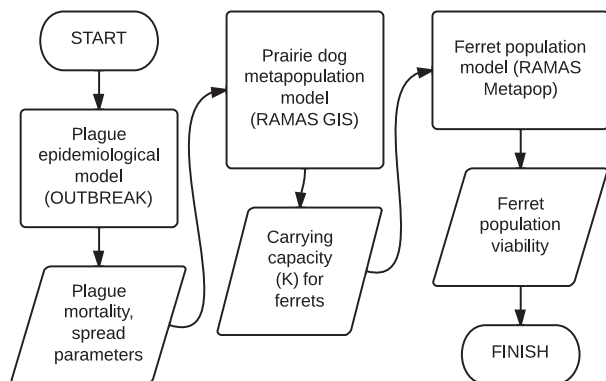 START
Plague
epidemiological
model
(OUTBREAK)
Plague
mortality,
spread
parameters
Prairie dog
metapopulation
model
(RAMAS GIS)
Carrying
capacity
(K) for
ferrets
Ferret population
model (RAMAS
Metapop)
Ferret
population
viability
FINISH